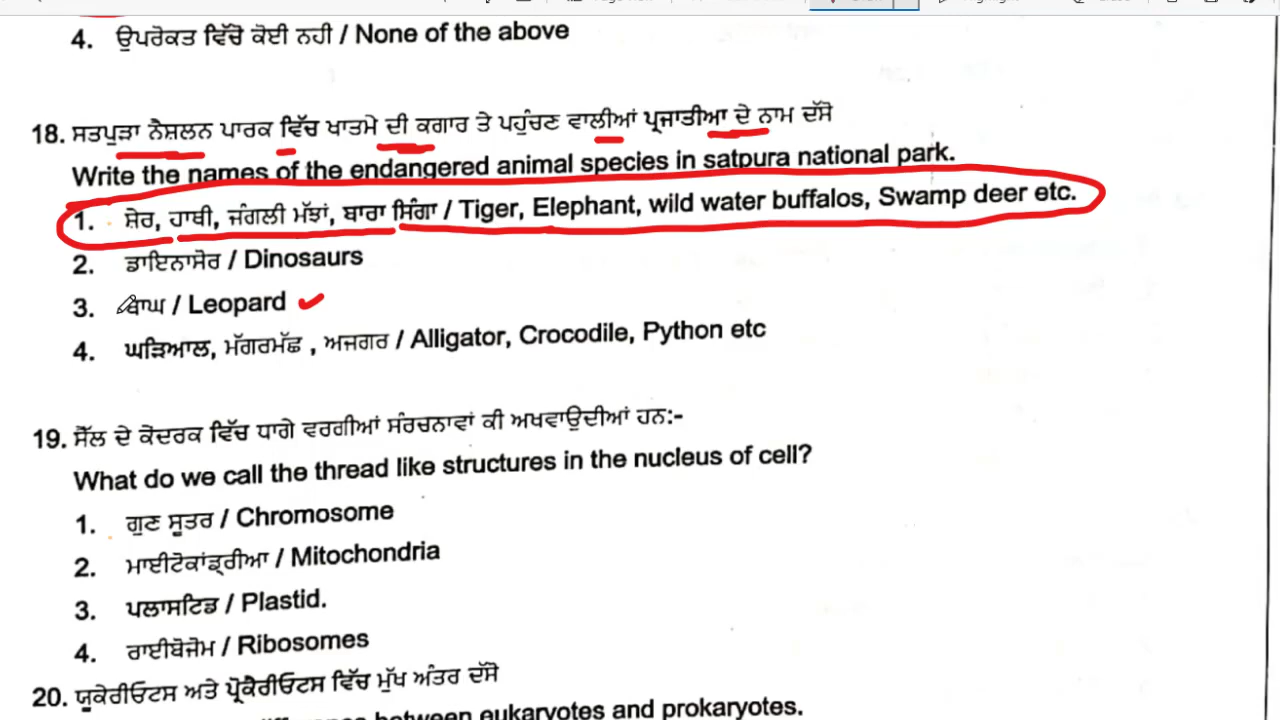 4. ਉਪਰੋਕਤ ਵਿੱਚੋ ਕੋਈ ਨਹੀ / None of the above
18. ਸਤਪੁੜਾ ਨੈਸ਼ਲਨ ਪਾਰਕ ਵਿੱਚ ਖਾਤਮੇ ਦੀ ਕਗਾਰ ਤੇ ਪਹੁੰਚਣ ਵਾਲੀਆਂ ਪ੍ਰਜਾਤੀਆ ਦੇ ਨਾਮ ਦੱਸੋ
Write the names of the endangered animal species in satpura national park.
1. ਸ਼ੇਰ, ਹਾਥੀ, ਜੰਗਲੀ ਮੱਝਾਂ, ਬਾਰਾ ਸਿੰਗਾ / Tiger, Elephant, wild water buffalos, Swamp deer etc.
2. ਡਾਇਨਾਸੋਰ / Dinosaurs
3. ਬਾਘ / Leopard
4. ਘੜਿਆਲ, ਮੱਗਰਮੱਛ , ਅਜਗਰ / Alligator, Crocodile, Python etc
19. ਸੈੱਲ ਦੇ ਕੇਂਦਰਕ ਵਿੱਚ ਧਾਗੇ ਵਰਗੀਆਂ ਸੰਰਚਨਾਵਾਂ ਕੀ ਅਖਵਾਉਦੀਆਂ ਹਨ:-
What do we call the thread like structures in the nucleus of cell?
1. ਗੁਣ ਸੂਤਰ / Chromosome
2. ਮਾਈਟੋਕਾਂਡ੍ਰੀਆ / Mitochondria
3. ਪਲਾਸਟਿਡ / Plastid.
4. ਰਾਈਬੋਜੋਮ / Ribosomes
20. ਯੂਕੇਰੀਓਟਸ ਅਤੇ ਪ੍ਰੋਕੈਰੀਓਟਸ ਵਿੱਚ ਮੁੱਖ ਅੰਤਰ ਦੱਸੋ
difference between eukaryotes and prokaryotes.